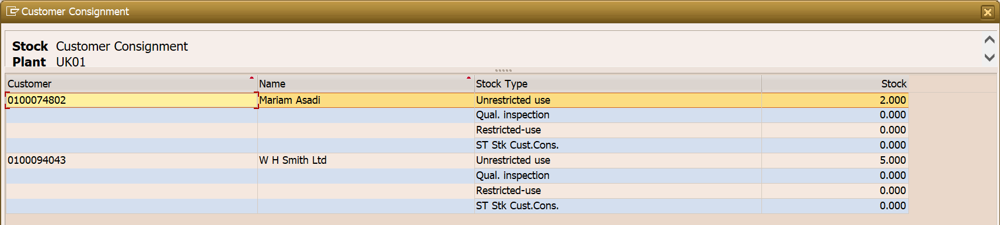 Customer Consignment
Stock Customer Consignment
Plant UK01
Customer Name Stock Type Stock
0100074802 Mariam Asadi Unrestricted use 2.000
Qual. inspection 0.000
Restricted-use 0.000
ST Stk Cust.Cons. 0.000
0100094043 W H Smith Ltd Unrestricted use 5.000
Qual. inspection 0.000
Restricted-use 0.000
ST Stk Cust.Cons. 0.000